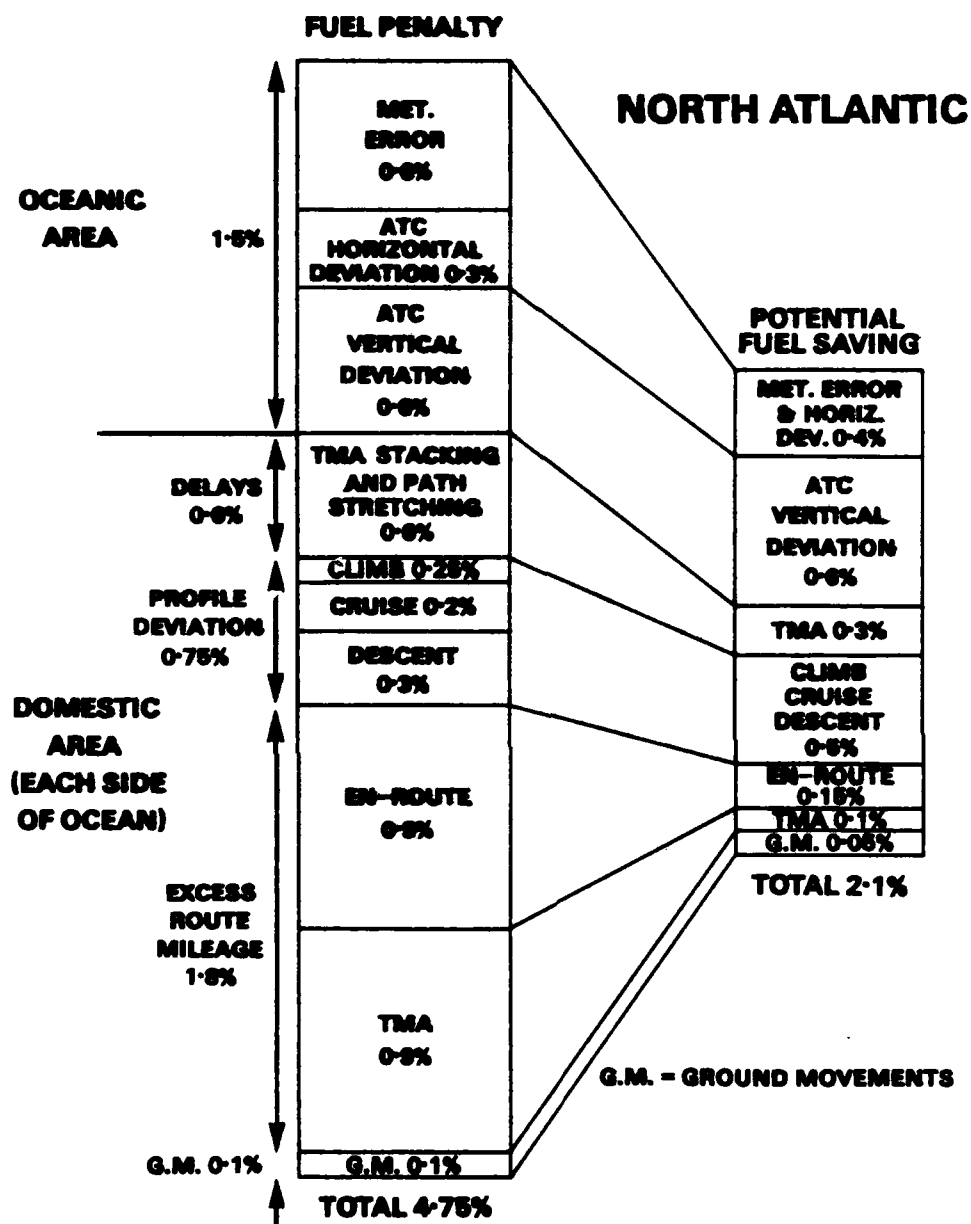 FUEL PENALTY
NORTH ATLANTIC
OCEANIC
AREA
1·5%
MET.
ERROR
0·6%
ATC
HORIZONTAL
DEVIATION 0·3%
ATC
VERTICAL
DEVIATION
0·6%
DELAYS
0·6%
TMA STACKING
AND PATH
STRETCHING
0·6%
PROFILE
DEVIATION
0·75%
CLIMB 0·25%
CRUISE 0·2%
DESCENT
0·3%
DOMESTIC
AREA
(EACH SIDE
OF OCEAN)
EXCESS
ROUTE
MILEAGE
1·8%
EN-ROUTE
0·9%
TMA
0·9%
G.M. 0·1%
G.M. 0·1%
TOTAL 4·75%
POTENTIAL
FUEL SAVING
MET. ERROR
& HORIZ.
DEV. 0·4%
ATC
VERTICAL
DEVIATION
0·6%
TMA 0·3%
CLIMB
CRUISE
DESCENT
0·5%
EN-ROUTE
0·15%
TMA 0·1%
G.M. 0·05%
TOTAL 2·1%
G.M. = GROUND MOVEMENTS